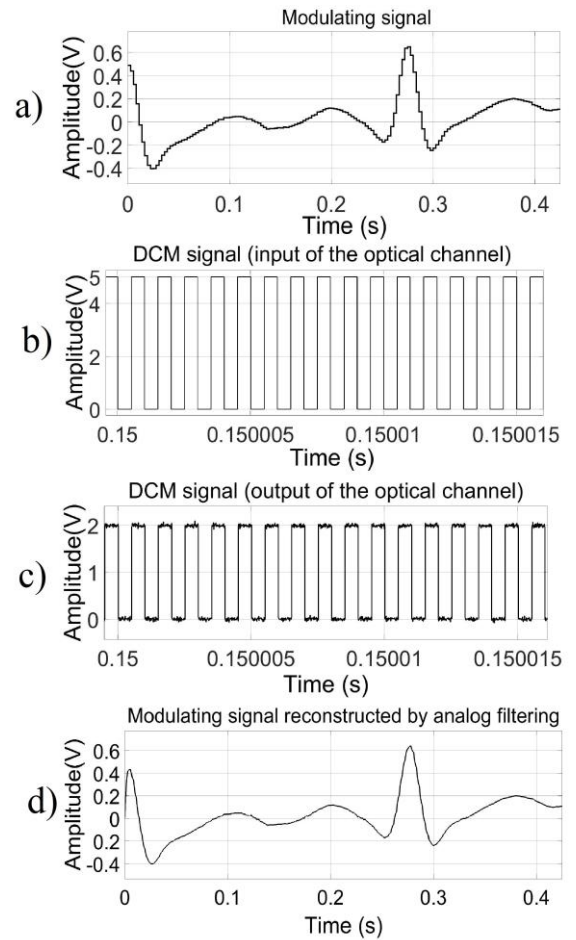 Modulating signal
a)
Amplitude(V)
0.6
0.4
0.2
0
-0.2
-0.4
0 0.1 0.2 0.3 0.4
Time (s)
DCM signal (input of the optical channel)
b)
Amplitude(V)
5
4
2
0
0.15 0.150005 0.15001 0.150015
Time (s)
DCM signal (output of the optical channel)
c)
Amplitude(V)
2
1
0
0.15 0.150005 0.15001 0.150015
Time (s)
Modulating signal reconstructed by analog filtering
d)
Amplitude(V)
0.6
0.4
0.2
0
-0.2
-0.4
0 0.1 0.2 0.3 0.4
Time (s)